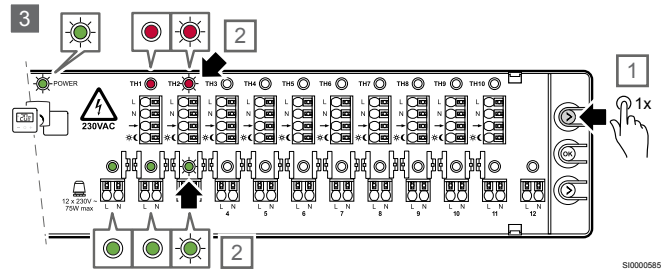 3
2
1
1x
POWER
TH1 TH2 TH3 TH4 TH5 TH6 TH7 TH8 TH9 TH10
230VAC
L
N
OK
12 x 230V ~
75W max
L N L N L N L N L N L N L N L N L N L N L N
4 5 6 7 8 9 10 11 12
2
SI0000585